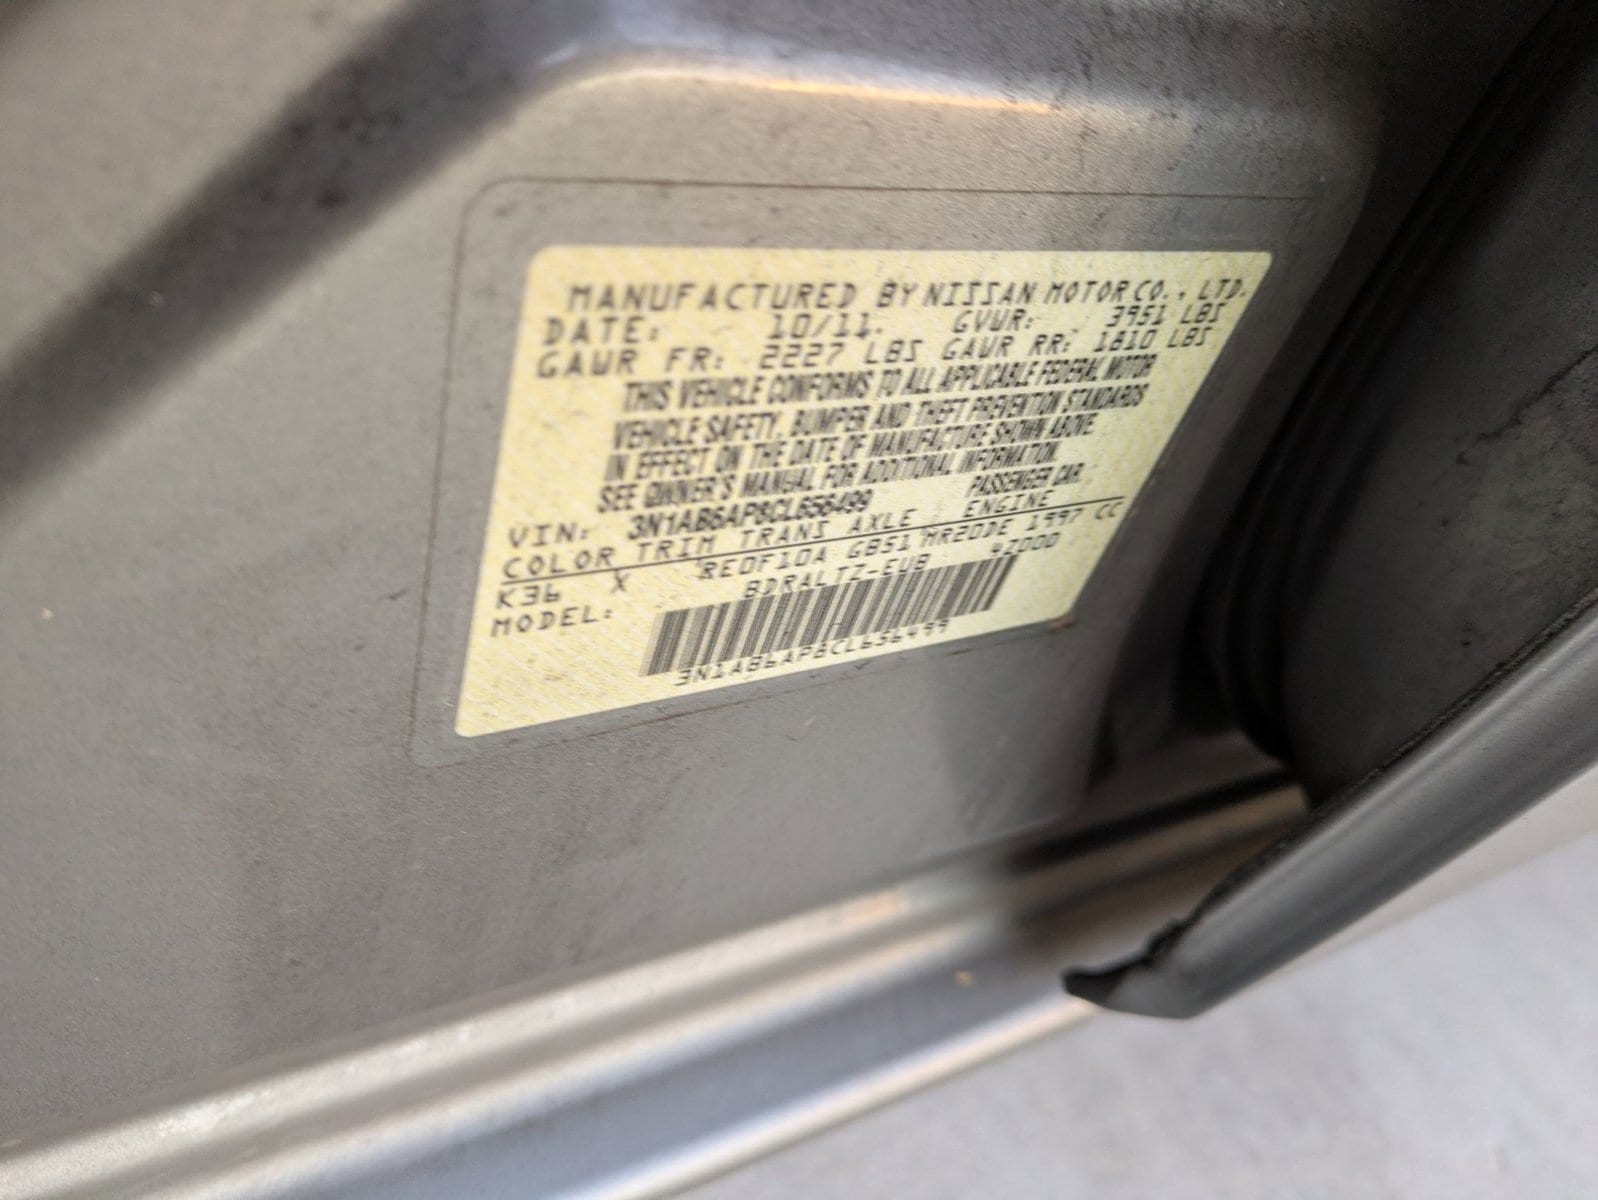 MANUFACTURED BY NISSAN MOTOR CO., LTD.
DATE: 10/11. GVWR: 3951 LBS
GAWR FR: 2227 LBS GAWR RR: 1810 LBS
THIS VEHICLE CONFORMS TO ALL APPLICABLE FEDERAL MOTOR
VEHICLE SAFETY, BUMPER AND THEFT PREVENTION STANDARDS
IN EFFECT ON THE DATE OF MANUFACTURE SHOWN ABOVE.
SEE OWNER'S MANUAL FOR ADDITIONAL INFORMATION.
VIN: 3N1AB6AP8CL656499 PASSENGER CAR
COLOR TRIM TRANS AXLE ENGINE
K36 X RE0F10A GB51 MR20DE 1997 CC
MODEL: BDRALTZ-EUB 4Z000
3N1AB6AP8CL656499